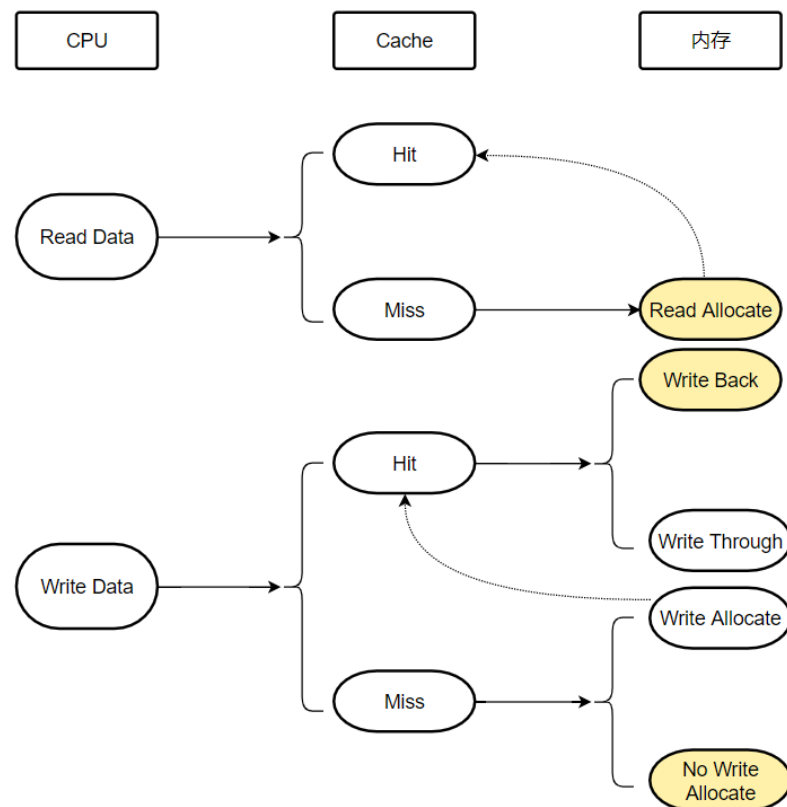 CPU
Cache
内存
Hit
Read Data
Miss
Read Allocate
Write Back
Hit
Write Through
Write Data
Write Allocate
Miss
No Write
Allocate